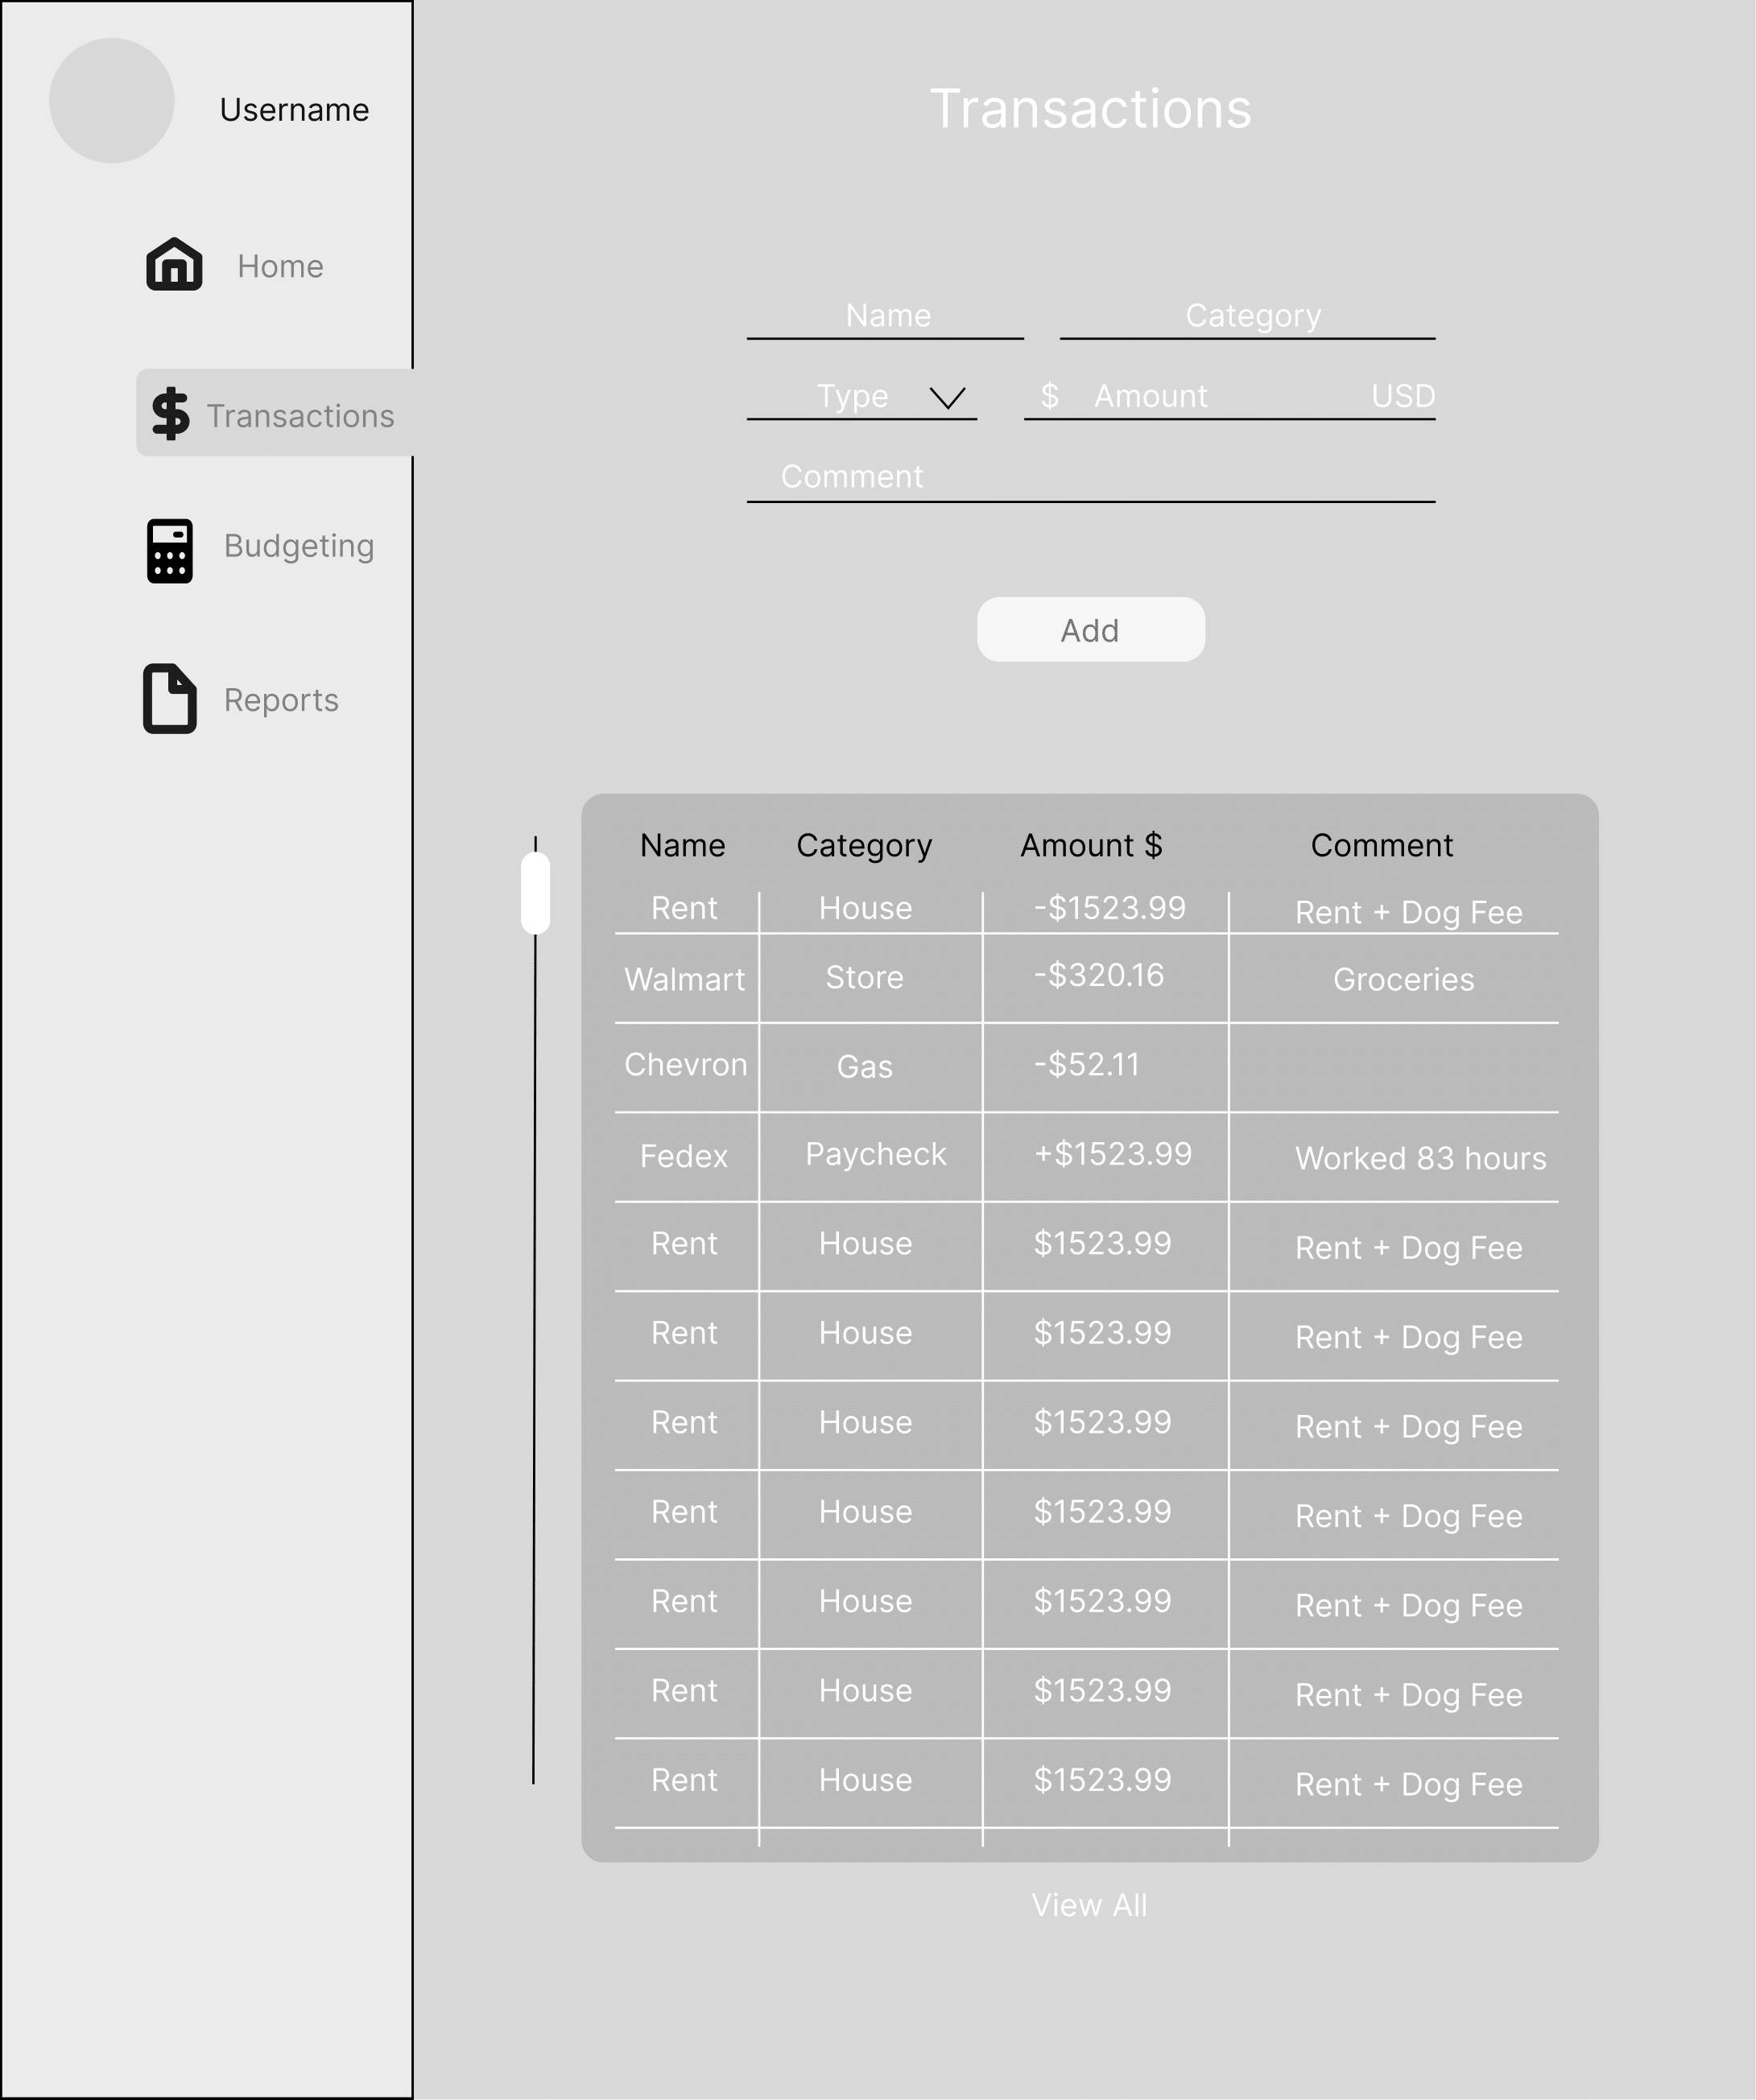 Username
Home
Transactions
Budgeting
Reports
Transactions
Name Category
Type $ Amount USD
Comment
Add
Name Category Amount $ Comment
Rent House -$1523.99 Rent + Dog Fee
Walmart Store -$320.16 Groceries
Chevron Gas -$52.11
Fedex Paycheck +$1523.99 Worked 83 hours
Rent House $1523.99 Rent + Dog Fee
Rent House $1523.99 Rent + Dog Fee
Rent House $1523.99 Rent + Dog Fee
Rent House $1523.99 Rent + Dog Fee
Rent House $1523.99 Rent + Dog Fee
Rent House $1523.99 Rent + Dog Fee
Rent House $1523.99 Rent + Dog Fee
View All